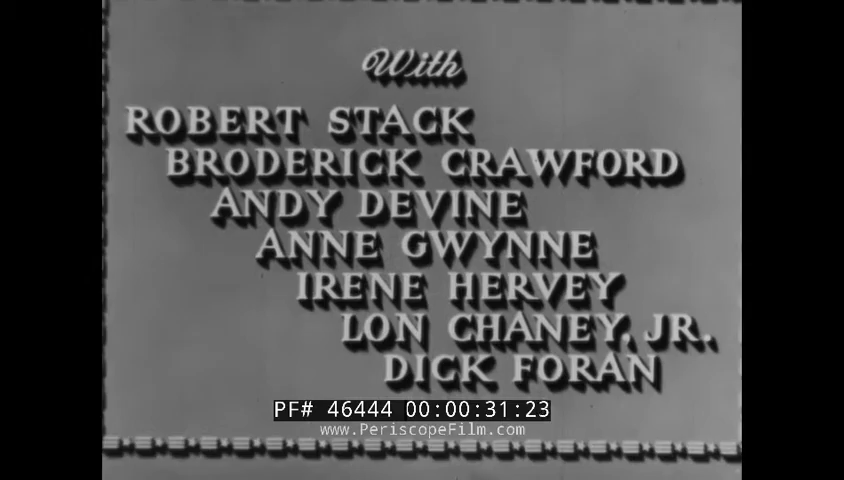 With
ROBERT STACK
BRODERICK CRAWFORD
ANDY DEVINE
ANNE GWYNNE
IRENE HERVEY
LON CHANEY, JR.
DICK FORAN
PF# 46444 00:00:31:23
www.PeriscopeFilm.com